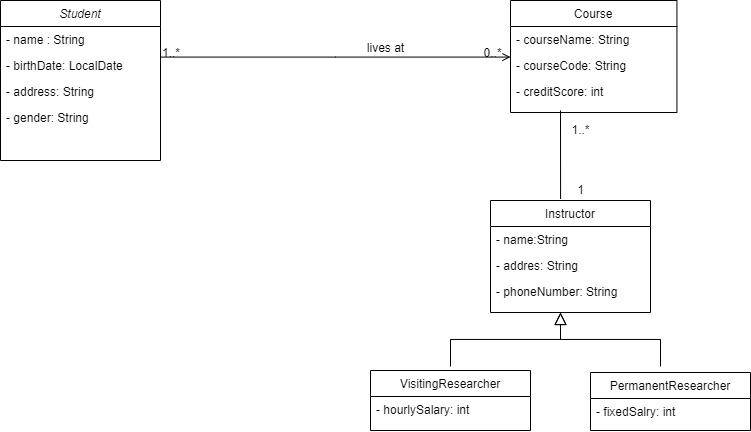 Student
- name : String
- birthDate: LocalDate
- address: String
- gender: String
1..*
lives at
0..*
Course
- courseName: String
- courseCode: String
- creditScore: int
1..*
1
Instructor
- name:String
- addres: String
- phoneNumber: String
VisitingResearcher
- hourlySalary: int
PermanentResearcher
- fixedSalry: int